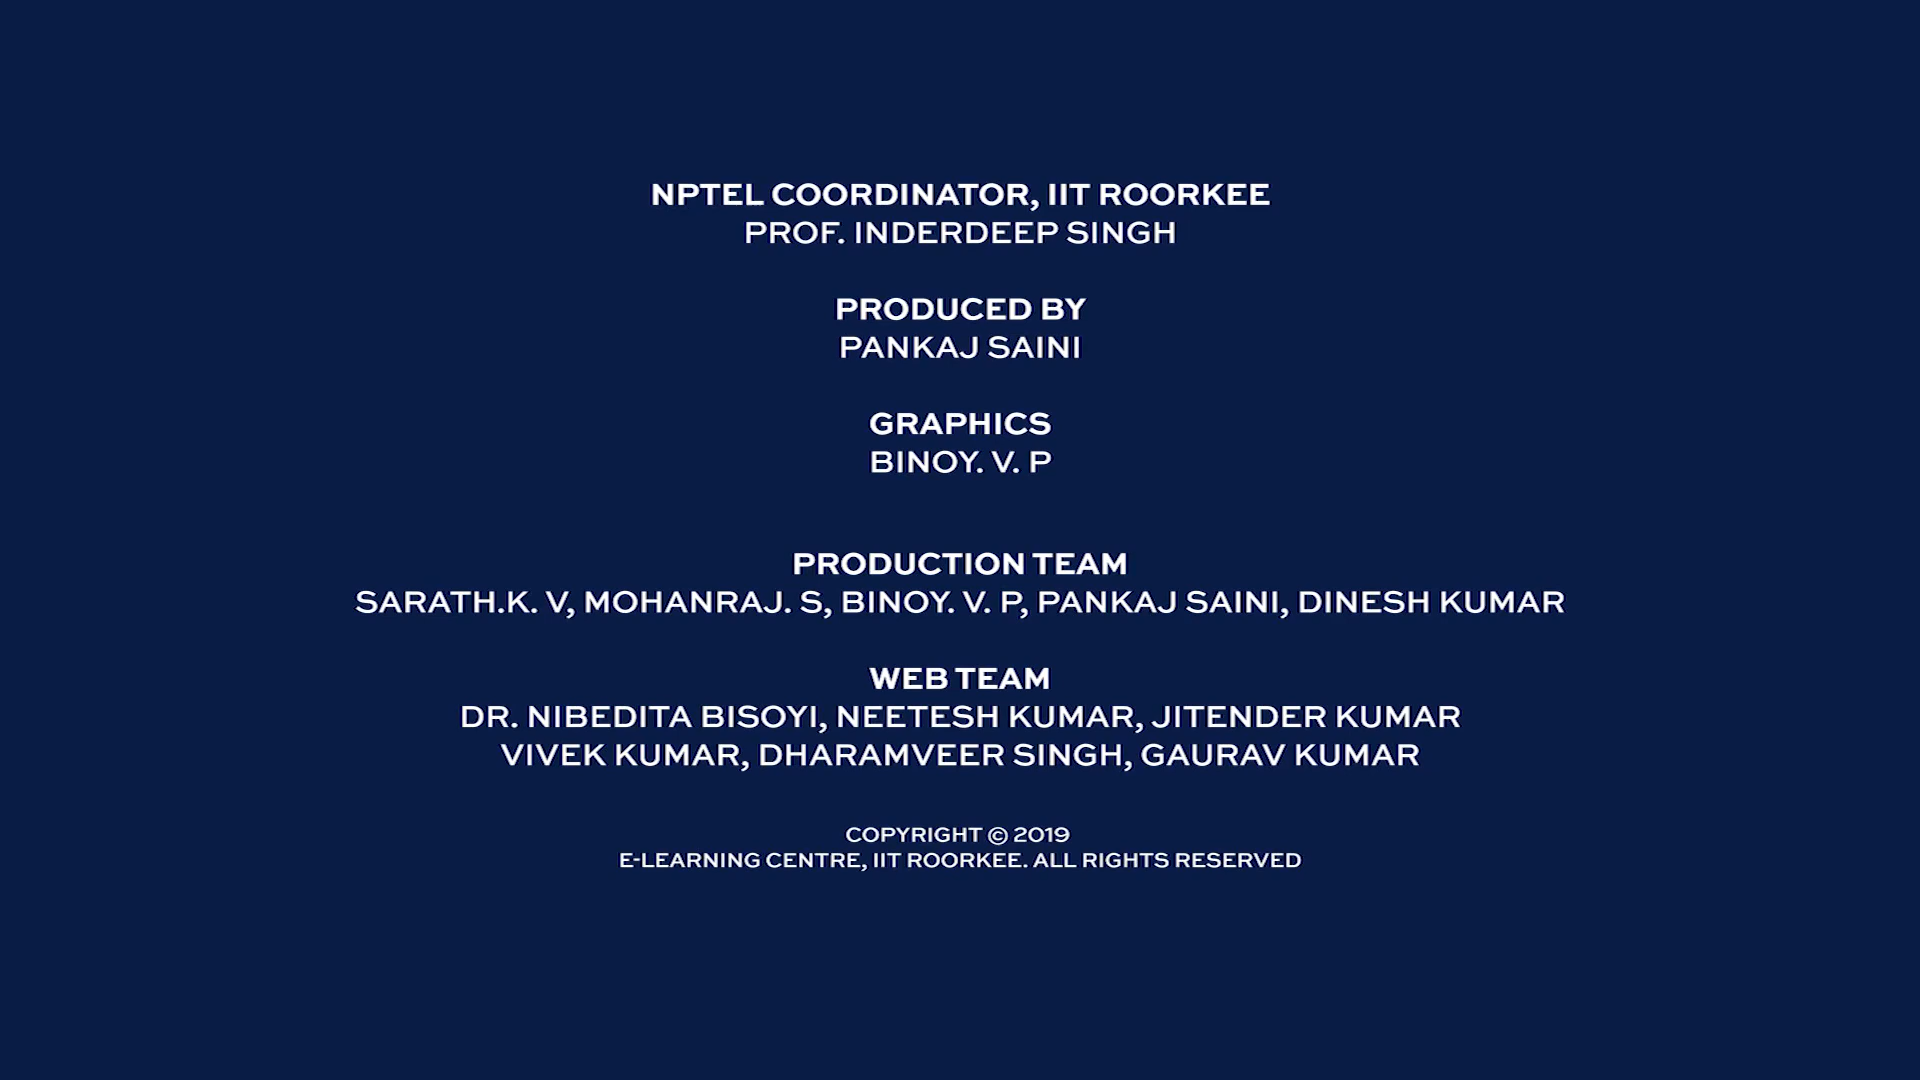 NPTEL COORDINATOR, IIT ROORKEE
PROF. INDERDEEP SINGH
PRODUCED BY
PANKAJ SAINI
GRAPHICS
BINOY. V. P
PRODUCTION TEAM
SARATH.K. V, MOHANRAJ. S, BINOY. V. P, PANKAJ SAINI, DINESH KUMAR
WEB TEAM
DR. NIBEDITA BISOYI, NEETESH KUMAR, JITENDER KUMAR
VIVEK KUMAR, DHARAMVEER SINGH, GAURAV KUMAR
COPYRIGHT © 2019
E-LEARNING CENTRE, IIT ROORKEE. ALL RIGHTS RESERVED